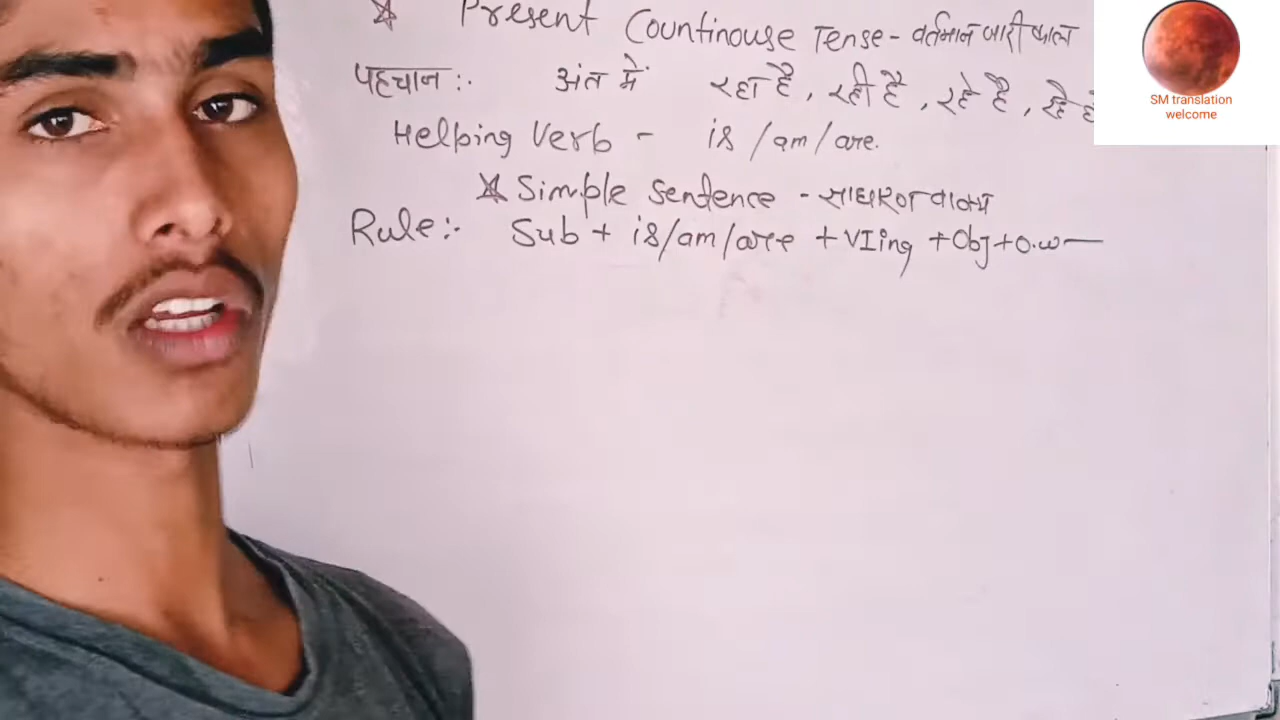 ☆ Present Countinouse Tense - वर्तमान जारी काल
पहचान :- अंत में रहा है, रही है, रहे है, रहे
Helping Verb - is/am/are.
☆ Simple Sentence - साधारण वाक्य
Rule:- Sub + is/am/are + VIing + Obj + O.w —
SM translation
welcome